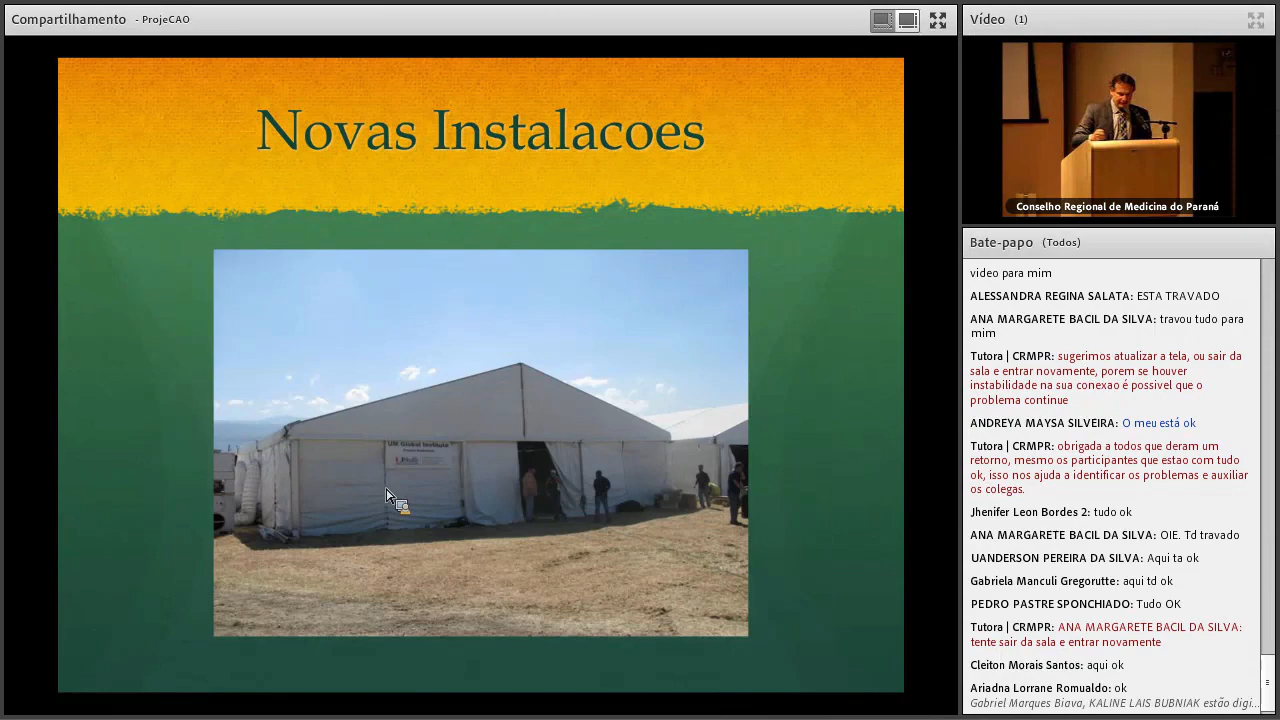 Compartilhamento - ProjeCAO
Novas Instalacoes
UM Global Institute
Vídeo (1)
Conselho Regional de Medicina do Paraná
Bate-papo (Todos)
video para mim
ALESSANDRA REGINA SALATA: ESTA TRAVADO
ANA MARGARETE BACIL DA SILVA: travou tudo para
mim
Tutora | CRMPR: sugerimos atualizar a tela, ou sair da
sala e entrar novamente, porem se houver
instabilidade na sua conexao é possivel que o
problema continue
ANDREYA MAYSA SILVEIRA: O meu está ok
Tutora | CRMPR: obrigada a todos que deram um
retorno, mesmo os participantes que estao com tudo
ok, isso nos ajuda a identificar os problemas e auxiliar
os colegas.
Jhenifer Leon Bordes 2: tudo ok
ANA MARGARETE BACIL DA SILVA: OIE. Td travado
UANDERSON PEREIRA DA SILVA: Aqui ta ok
Gabriela Manculi Gregorutte: aqui td ok
PEDRO PASTRE SPONCHIADO: Tudo OK
Tutora | CRMPR: ANA MARGARETE BACIL DA SILVA:
tente sair da sala e entrar novamente
Cleiton Morais Santos: aqui ok
Ariadna Lorrane Romualdo: ok
Gabriel Marques Biava, KALINE LAIS BUBNIAK estão digi...